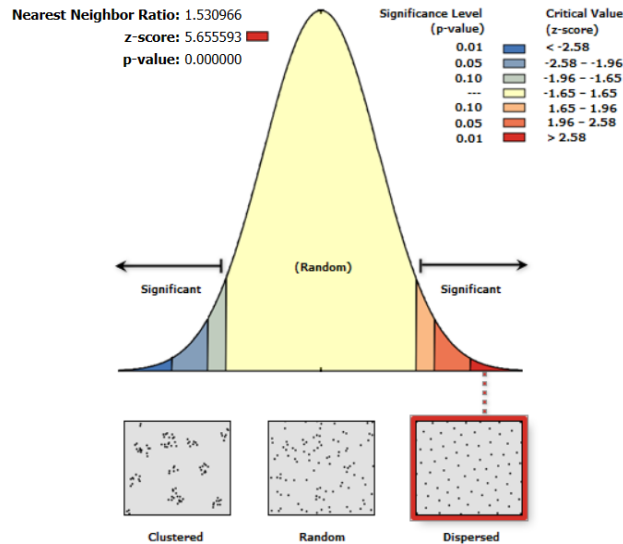 Nearest Neighbor Ratio: 1.530966
z-score: 5.655593
p-value: 0.000000
Significance Level
(p-value)
Critical Value
(z-score)
0.01 < -2.58
0.05 -2.58 – -1.96
0.10 -1.96 – -1.65
--- -1.65 – 1.65
0.10 1.65 – 1.96
0.05 1.96 – 2.58
0.01 > 2.58
(Random)
Significant
Significant
Clustered
Random
Dispersed